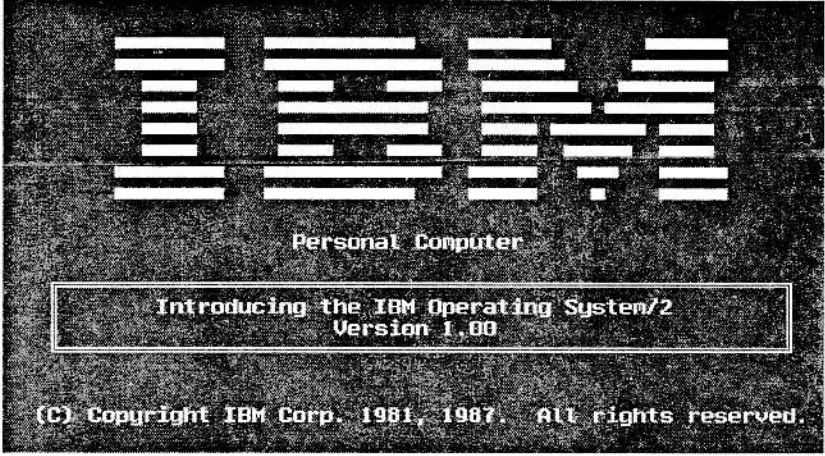 IBM
Personal Computer
Introducing the IBM Operating System/2
Version 1.00
(C) Copyright IBM Corp. 1981, 1987. All rights reserved.